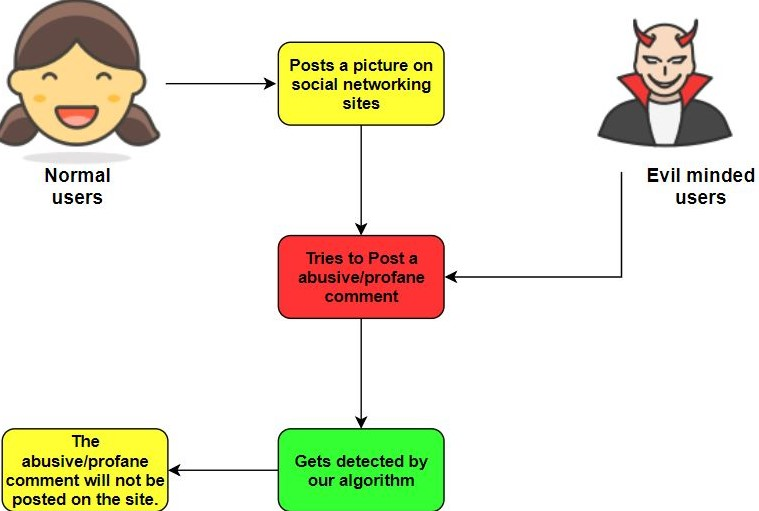 Posts a picture on
social networking
sites
Normal
users
Evil minded
users
Tries to Post a
abusive/profane
comment
The
abusive/profane
comment will not be
posted on the site.
Gets detected by
our algorithm